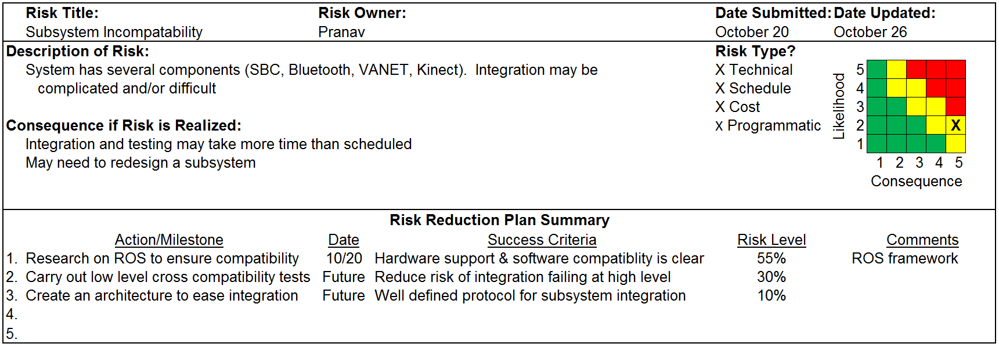 Risk Title: Risk Owner: Date Submitted: Date Updated:
Subsystem Incompatability Pranav October 20 October 26
Description of Risk:
System has several components (SBC, Bluetooth, VANET, Kinect).  Integration may be
complicated and/or difficult
Consequence if Risk is Realized:
Integration and testing may take more time than scheduled
May need to redesign a subsystem
Risk Type?
X Technical
X Schedule
X Cost
x Programmatic
Likelihood
5
4
3
2 X
1
1 2 3 4 5
Consequence
Risk Reduction Plan Summary
Action/Milestone Date Success Criteria Risk Level Comments
1. Research on ROS to ensure compatibility 10/20 Hardware support & software compatiblity is clear 55% ROS framework
2. Carry out low level cross compatibility tests Future Reduce risk of integration failing at high level 30%
3. Create an architecture to ease integration Future Well defined protocol for subsystem integration 10%
4.
5.